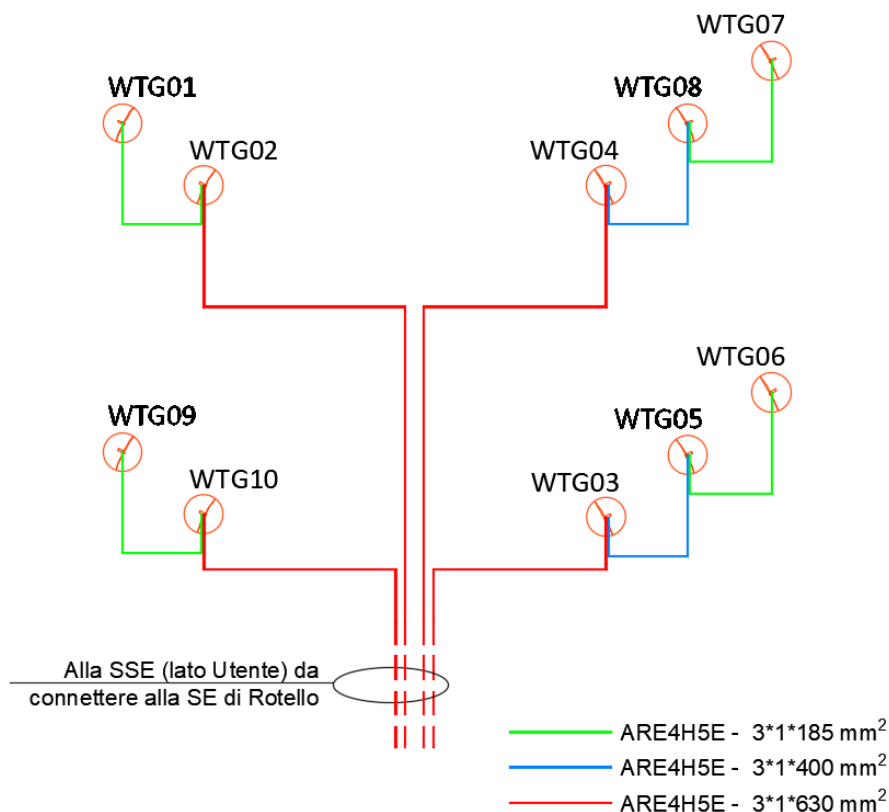 WTG07
WTG01
WTG08
WTG02
WTG04
WTG06
WTG09
WTG05
WTG10
WTG03
Alla SSE (lato Utente) da
connettere alla SE di Rotello
ARE4H5E - 3*1*185 mm²
ARE4H5E - 3*1*400 mm²
ARE4H5E - 3*1*630 mm²